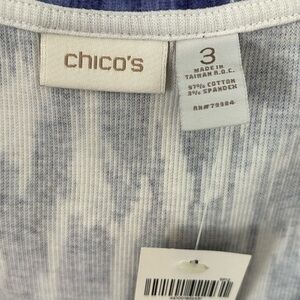 chico's
3
MADE IN
TAIWAN R.O.C.
97% COTTON
3% SPANDEX